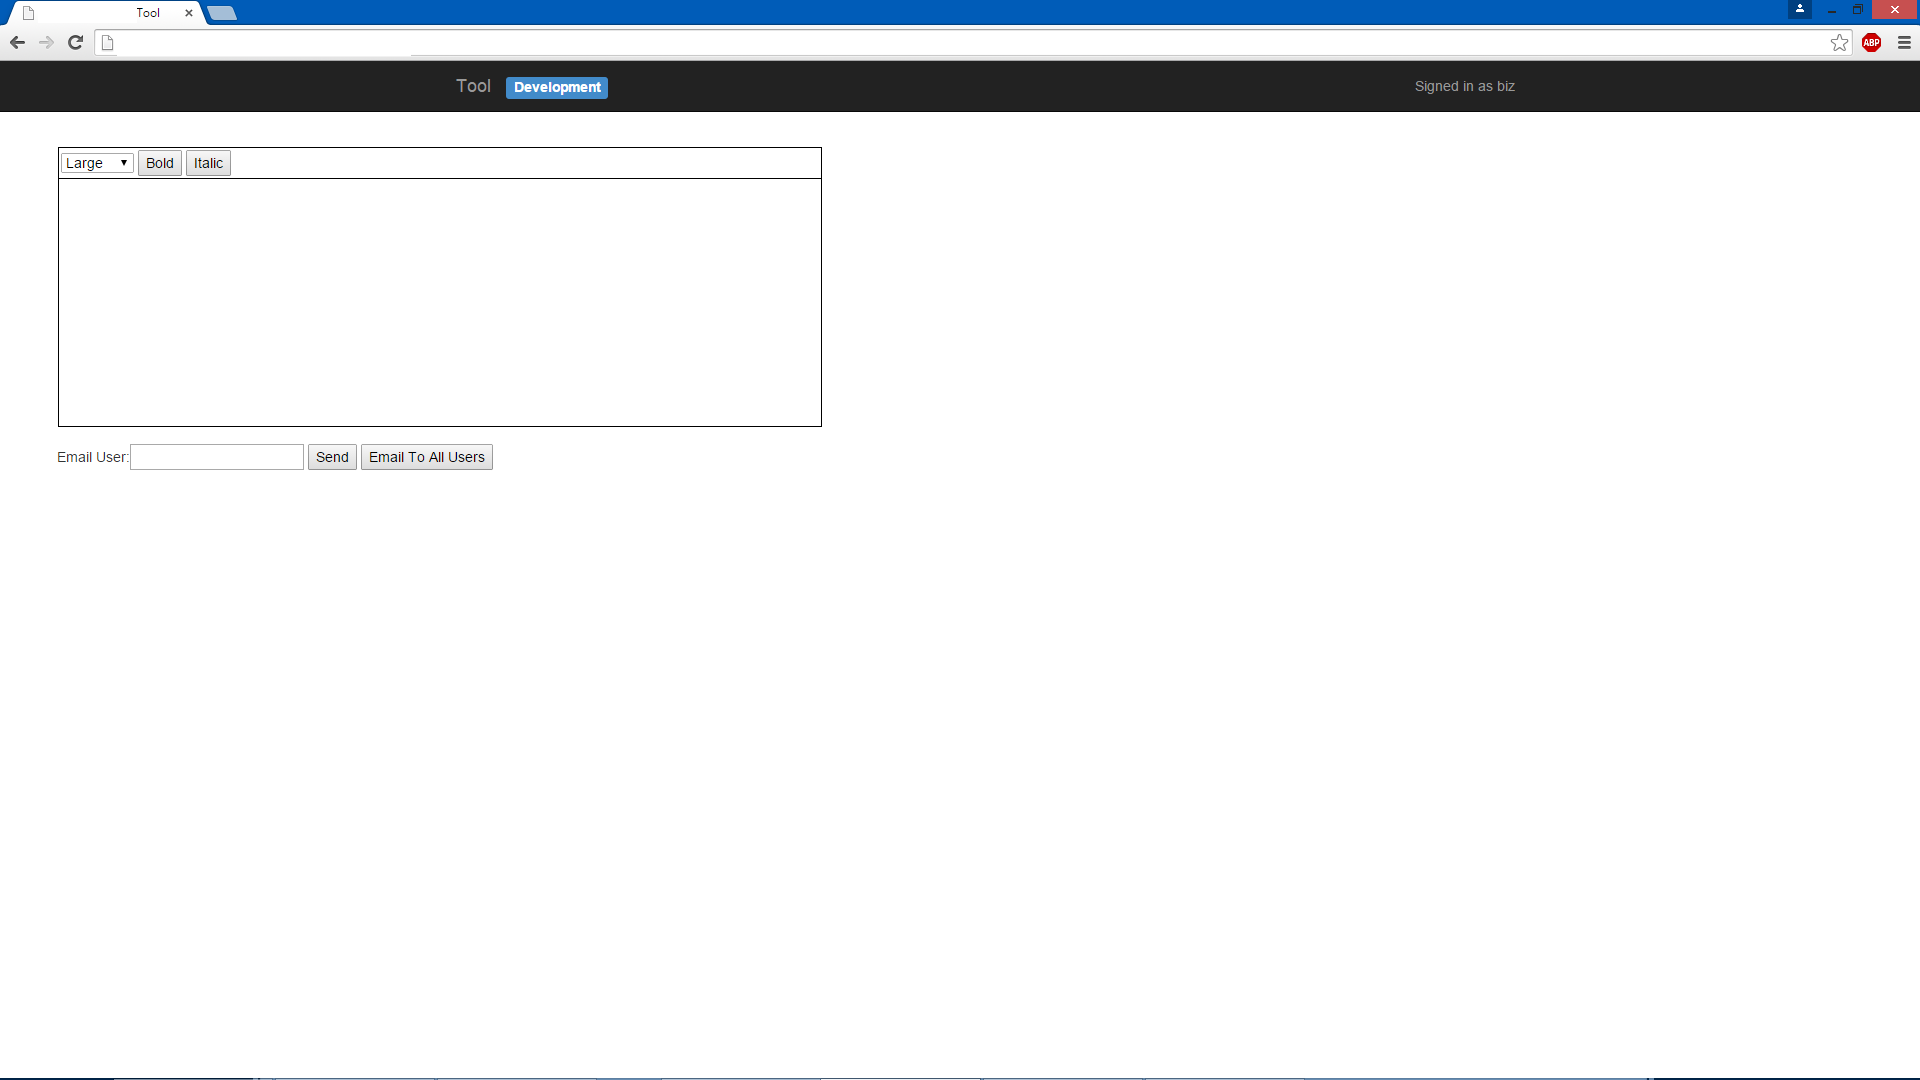 Tool
ABP
Tool Development Signed in as biz
Large Bold Italic
Email User: Send Email To All Users